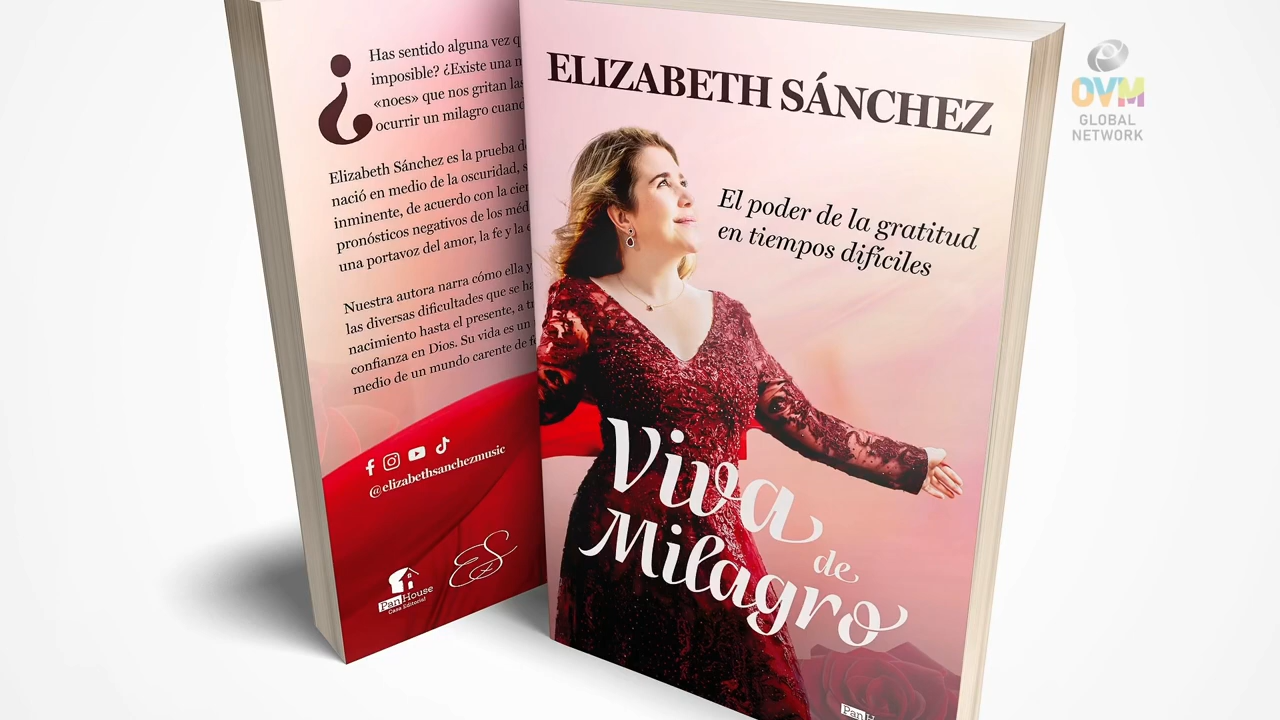 ¿Has sentido alguna vez
imposible? ¿Existe una
«noes» que nos gritan
ocurrir un milagro
Elizabeth Sánchez es la prueba
nació en medio de la oscuridad,
inminente, de acuerdo con la
pronósticos negativos de los
una portavoz del amor, la fe y la
Nuestra autora narra cómo ella y
las diversas dificultades que se
nacimiento hasta el presente, a
confianza en Dios. Su vida es un
medio de un mundo carente de
@elizabethsanchezmusic
PanHouse
Casa Editorial
ES
ELIZABETH SÁNCHEZ
El poder de la gratitud
en tiempos difíciles
Viva
de
Milagro
OVM
GLOBAL
NETWORK